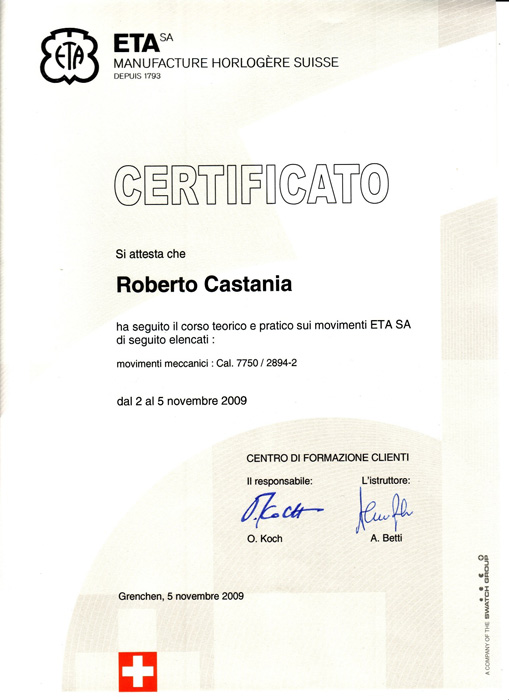 ETA
ETA SA
MANUFACTURE HORLOGÈRE SUISSE
DEPUIS 1793
CERTIFICATO
Si attesta che
Roberto Castania
ha seguito il corso teorico e pratico sui movimenti ETA SA
di seguito elencati :
movimenti meccanici : Cal. 7750 / 2894-2
dal 2 al 5 novembre 2009
CENTRO DI FORMAZIONE CLIENTI
Il responsabile: L'istruttore:
O. Koch
O. Koch A. Betti
Grenchen, 5 novembre 2009
A COMPANY OF THE SWATCH GROUP